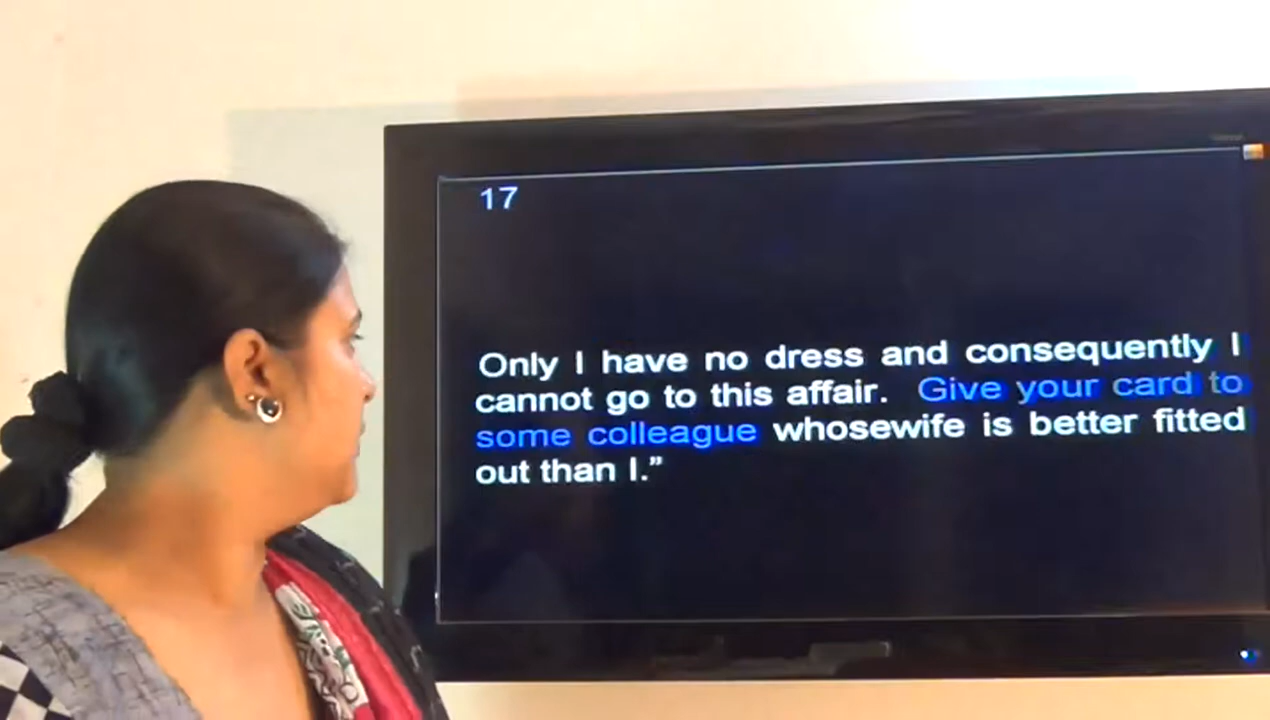 17
Only I have no dress and consequently I
cannot go to this affair. Give your card to
some colleague whosewife is better fitted
out than I.”